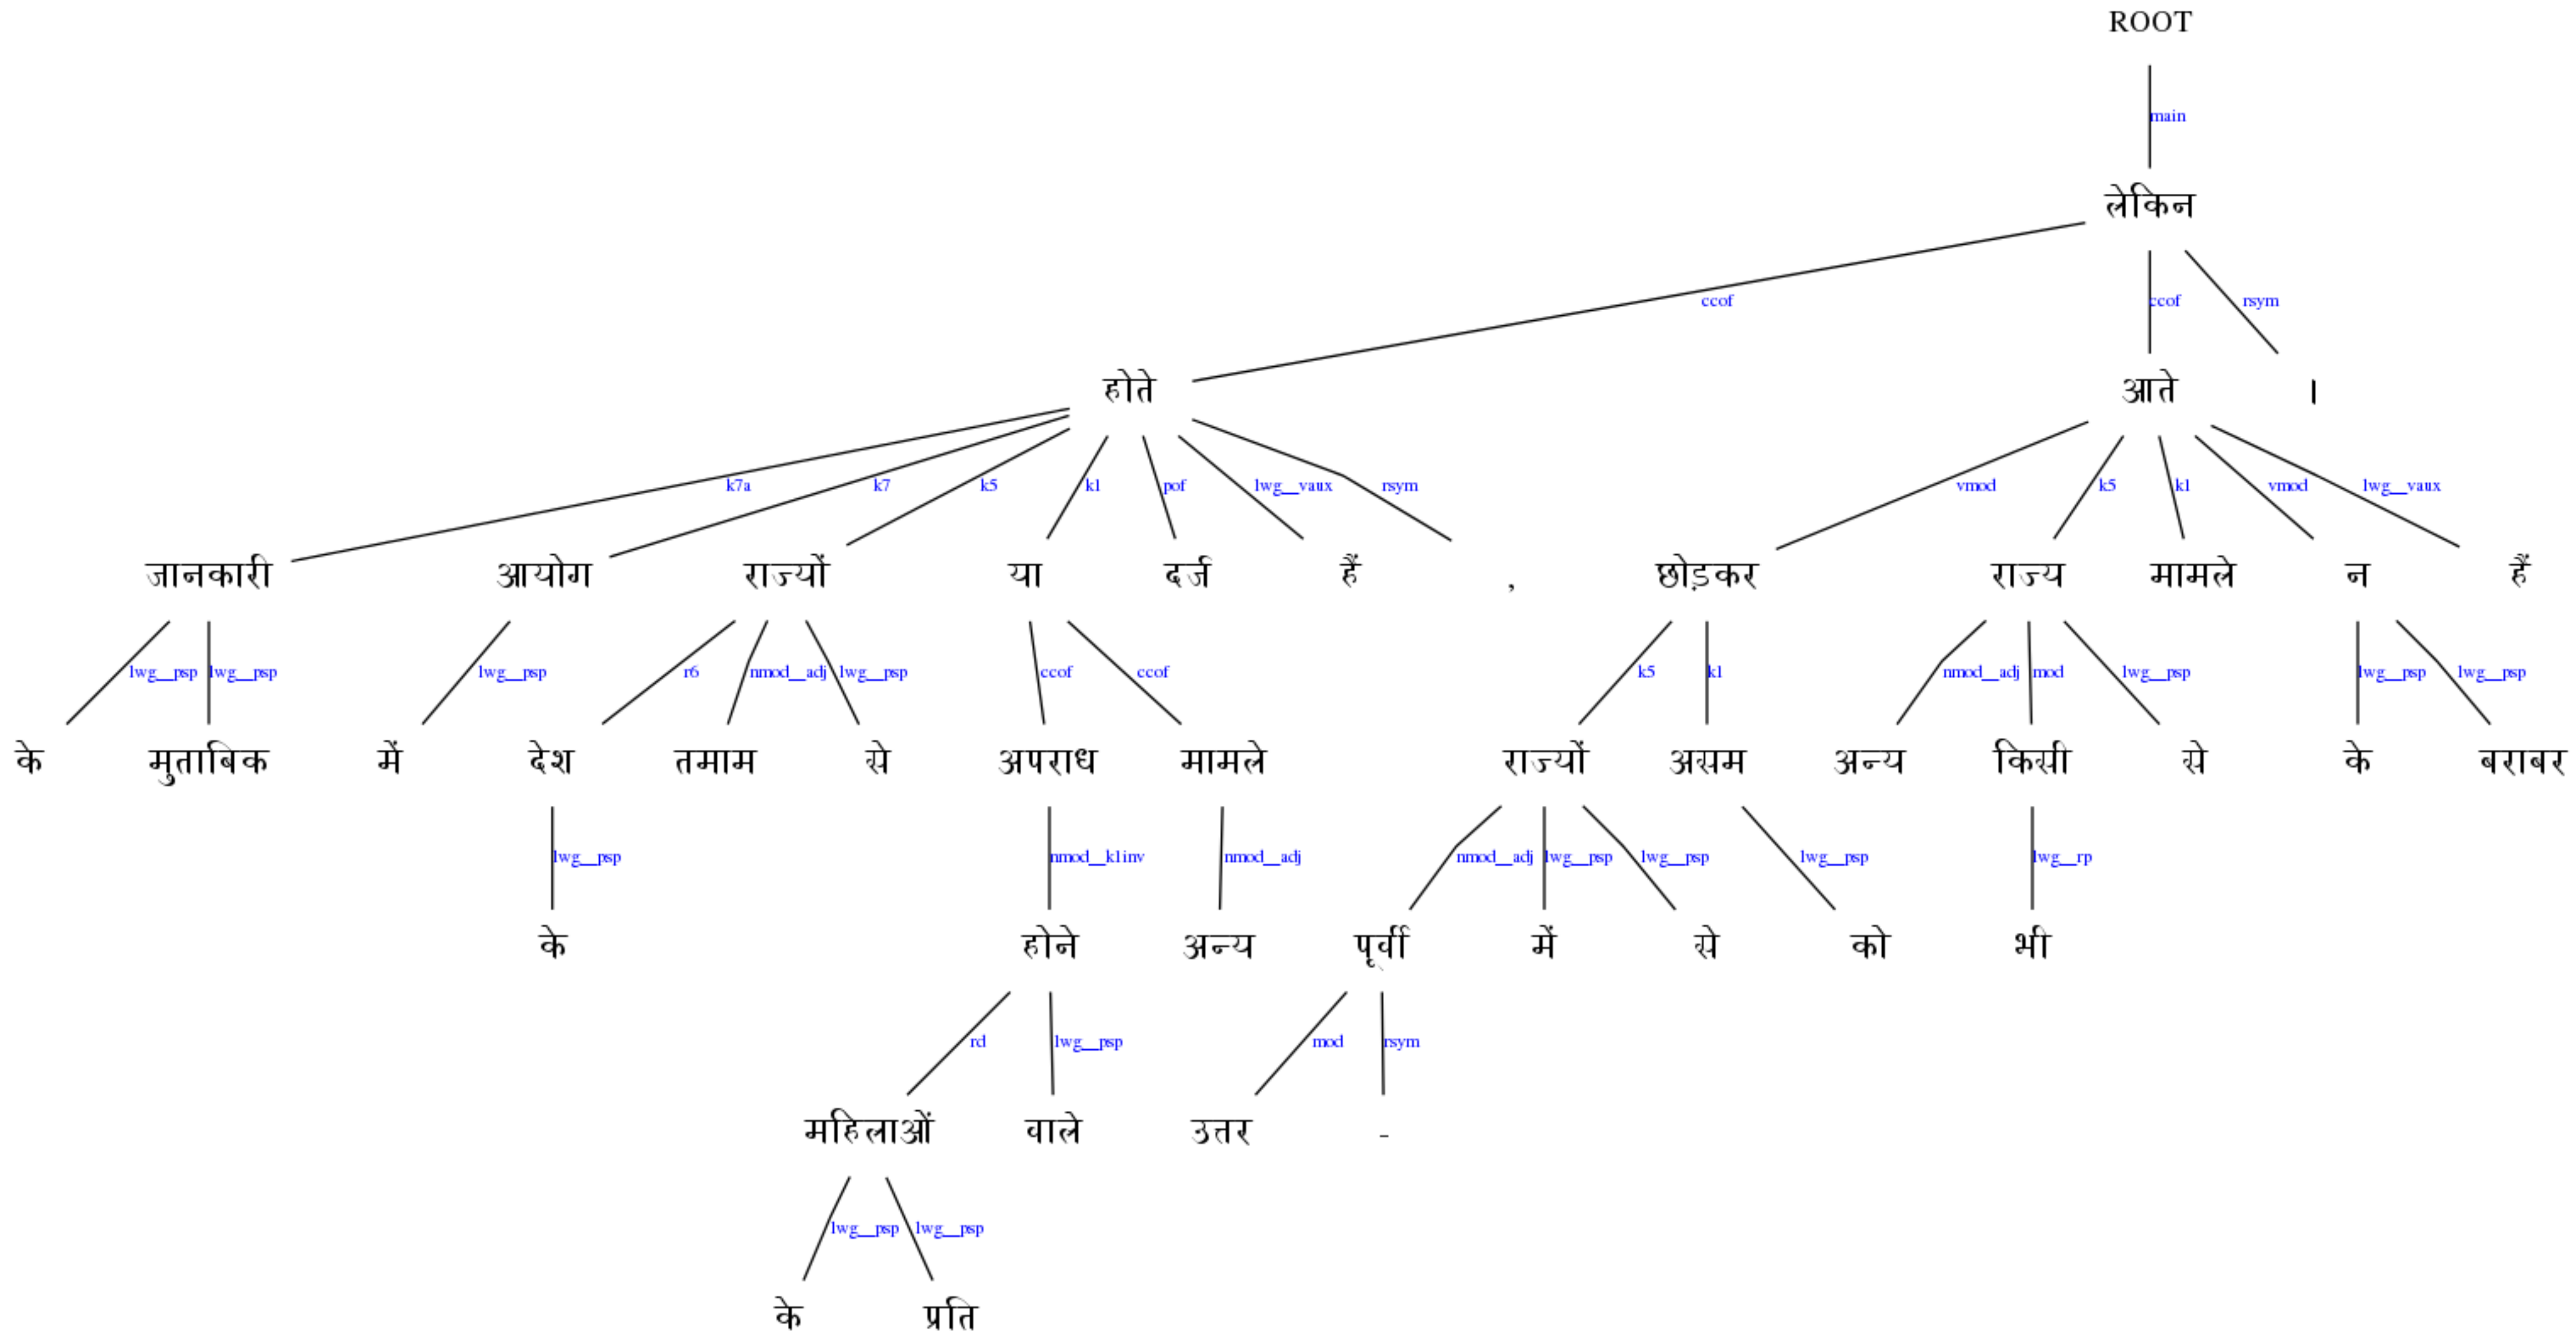 ROOT
main
लेकिन
ccof ccof rsym
होते आते ।
k7a k7 k5 k1 pof lwg__vaux rsym vmod k5 k1 vmod lwg__vaux
जानकारी आयोग राज्यों या दर्ज हैं , छोड़कर राज्य मामले न हैं
lwg__psp lwg__psp lwg__psp r6 nmod__adj lwg__psp ccof ccof k5 k1 nmod__adj mod lwg__psp lwg__psp lwg__psp
के मुताबिक में देश तमाम से अपराध मामले राज्यों असम अन्य किसी से के बराबर
lwg__psp nmod__k1inv nmod__adj nmod__adj lwg__psp lwg__psp lwg__psp lwg__rp
के होने अन्य पूर्वी में से को भी
rd lwg__psp mod rsym
महिलाओं वाले उत्तर -
lwg__psp lwg__psp
के प्रति